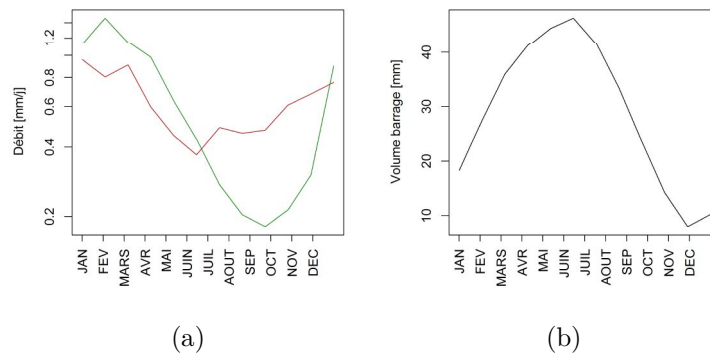 Débit [mm/j]
1.2
0.8
0.6
0.4
0.2
JAN
FEV
MARS
AVR
MAI
JUIN
JUIL
AOUT
SEP
OCT
NOV
DEC
(a)
Volume barrage [mm]
40
30
20
10
JAN
FEV
MARS
AVR
MAI
JUIN
JUIL
AOUT
SEP
OCT
NOV
DEC
(b)